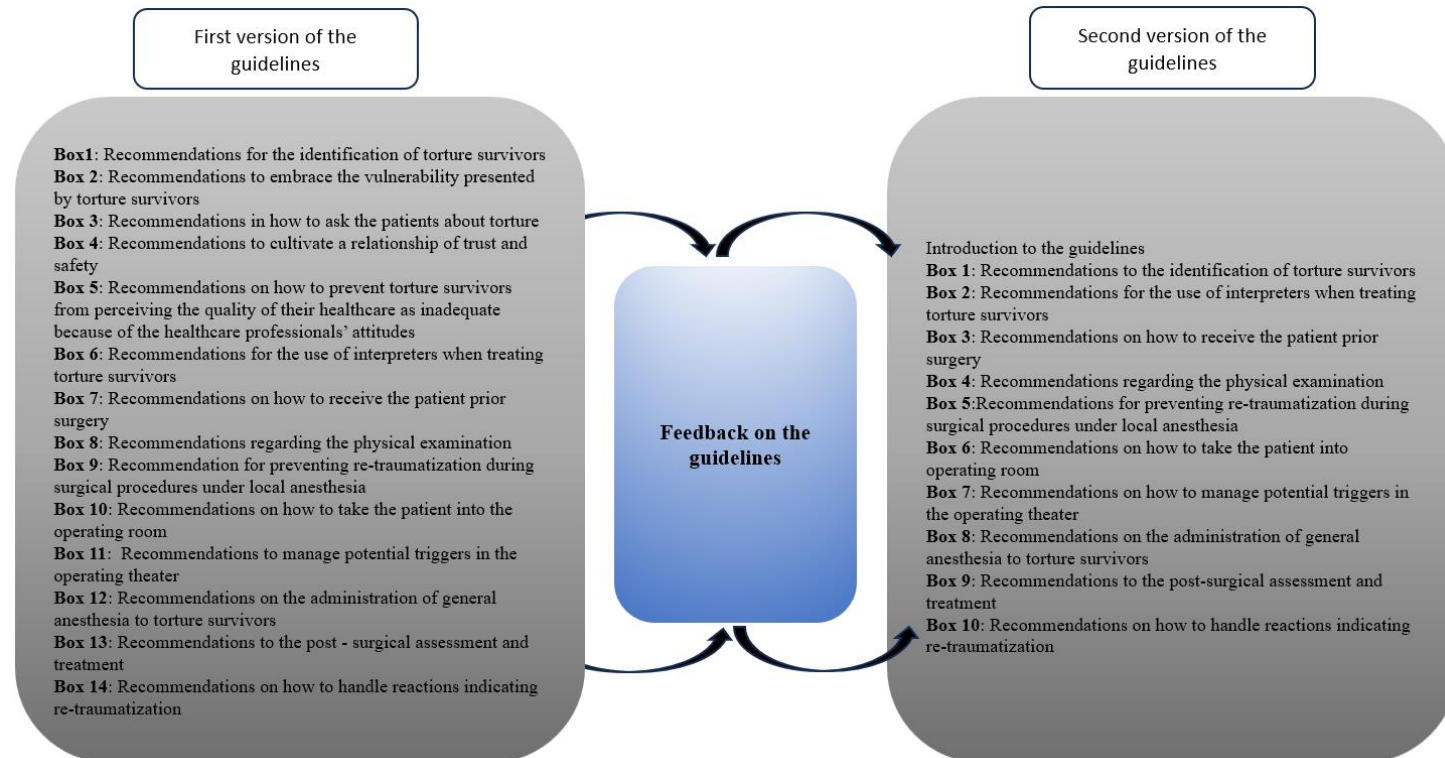 First version of the
guidelines
Box1: Recommendations for the identification of torture survivors
Box 2: Recommendations to embrace the vulnerability presented
by torture survivors
Box 3: Recommendations in how to ask the patients about torture
Box 4: Recommendations to cultivate a relationship of trust and
safety
Box 5: Recommendations on how to prevent torture survivors
from perceiving the quality of their healthcare as inadequate
because of the healthcare professionals’ attitudes
Box 6: Recommendations for the use of interpreters when treating
torture survivors
Box 7: Recommendations on how to receive the patient prior
surgery
Box 8: Recommendations regarding the physical examination
Box 9: Recommendation for preventing re-traumatization during
surgical procedures under local anesthesia
Box 10: Recommendations on how to take the patient into the
operating room
Box 11:  Recommendations to manage potential triggers in the
operating theater
Box 12: Recommendations on the administration of general
anesthesia to torture survivors
Box 13: Recommendations to the post - surgical assessment and
treatment
Box 14: Recommendations on how to handle reactions indicating
re-traumatization
Feedback on the
guidelines
Second version of the
guidelines
Introduction to the guidelines
Box 1: Recommendations to the identification of torture survivors
Box 2: Recommendations for the use of interpreters when treating
torture survivors
Box 3: Recommendations on how to receive the patient prior
surgery
Box 4: Recommendations regarding the physical examination
Box 5:Recommendations for preventing re-traumatization during
surgical procedures under local anesthesia
Box 6: Recommendations on how to take the patient into
operating room
Box 7: Recommendations on how to manage potential triggers in
the operating theater
Box 8: Recommendations on the administration of general
anesthesia to torture survivors
Box 9: Recommendations to the post-surgical assessment and
treatment
Box 10: Recommendations on how to handle reactions indicating
re-traumatization